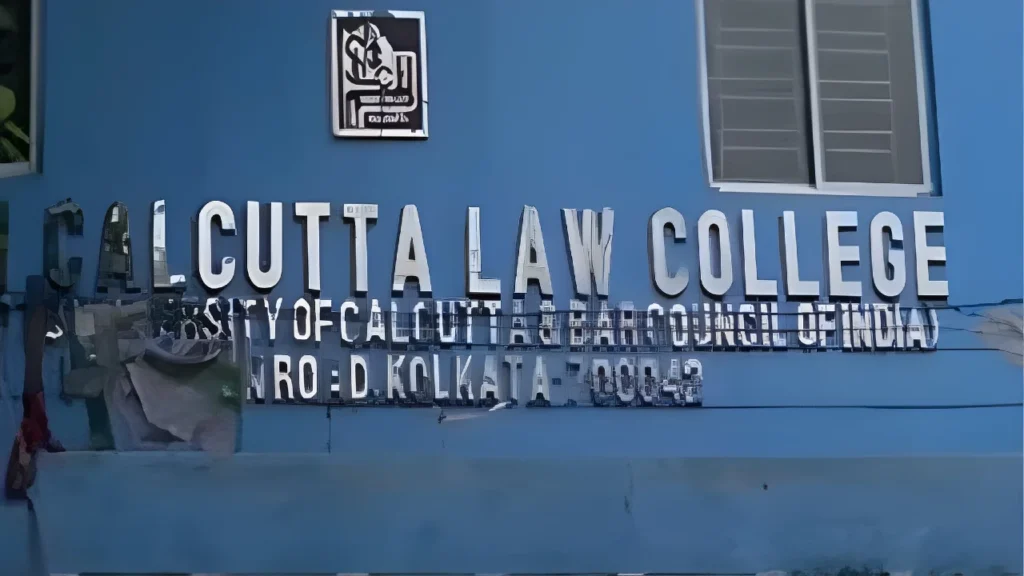 CALCUTTA LAW COLLEGE
OF CALCUTTA & BAR COUNCIL OF INDIA)
KOLKATA